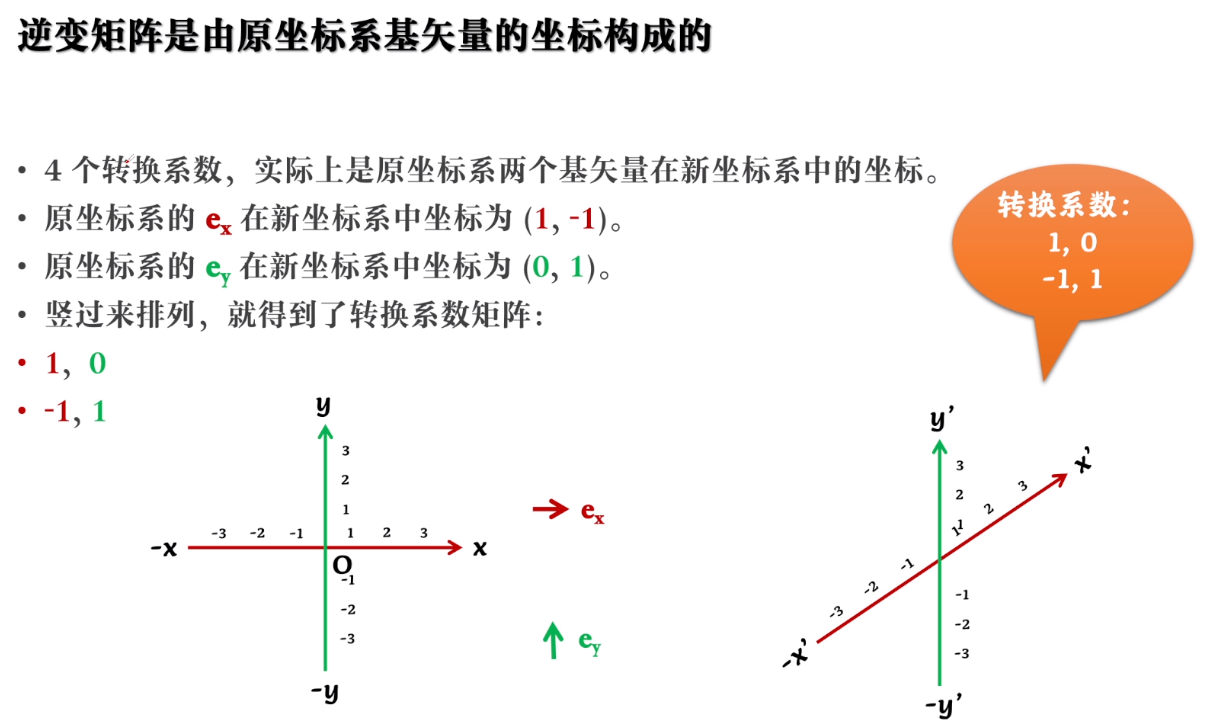 逆变矩阵是由原坐标系基矢量的坐标构成的
• 4 个转换系数，实际上是原坐标系两个基矢量在新坐标系中的坐标。
• 原坐标系的 ex 在新坐标系中坐标为 (1, -1)。
• 原坐标系的 ey 在新坐标系中坐标为 (0, 1)。
• 竖过来排列，就得到了转换系数矩阵：
• 1, 0
• -1, 1
转换系数：
1, 0
-1, 1
y
3
2
1
-3 -2 -1 1 2 3
-x x
O
-1
-2
-3
-y
ex
ey
y’
x’
3
2
1
1 2 3
-3 -2 -1
-1
-2
-3
-x’
-y’